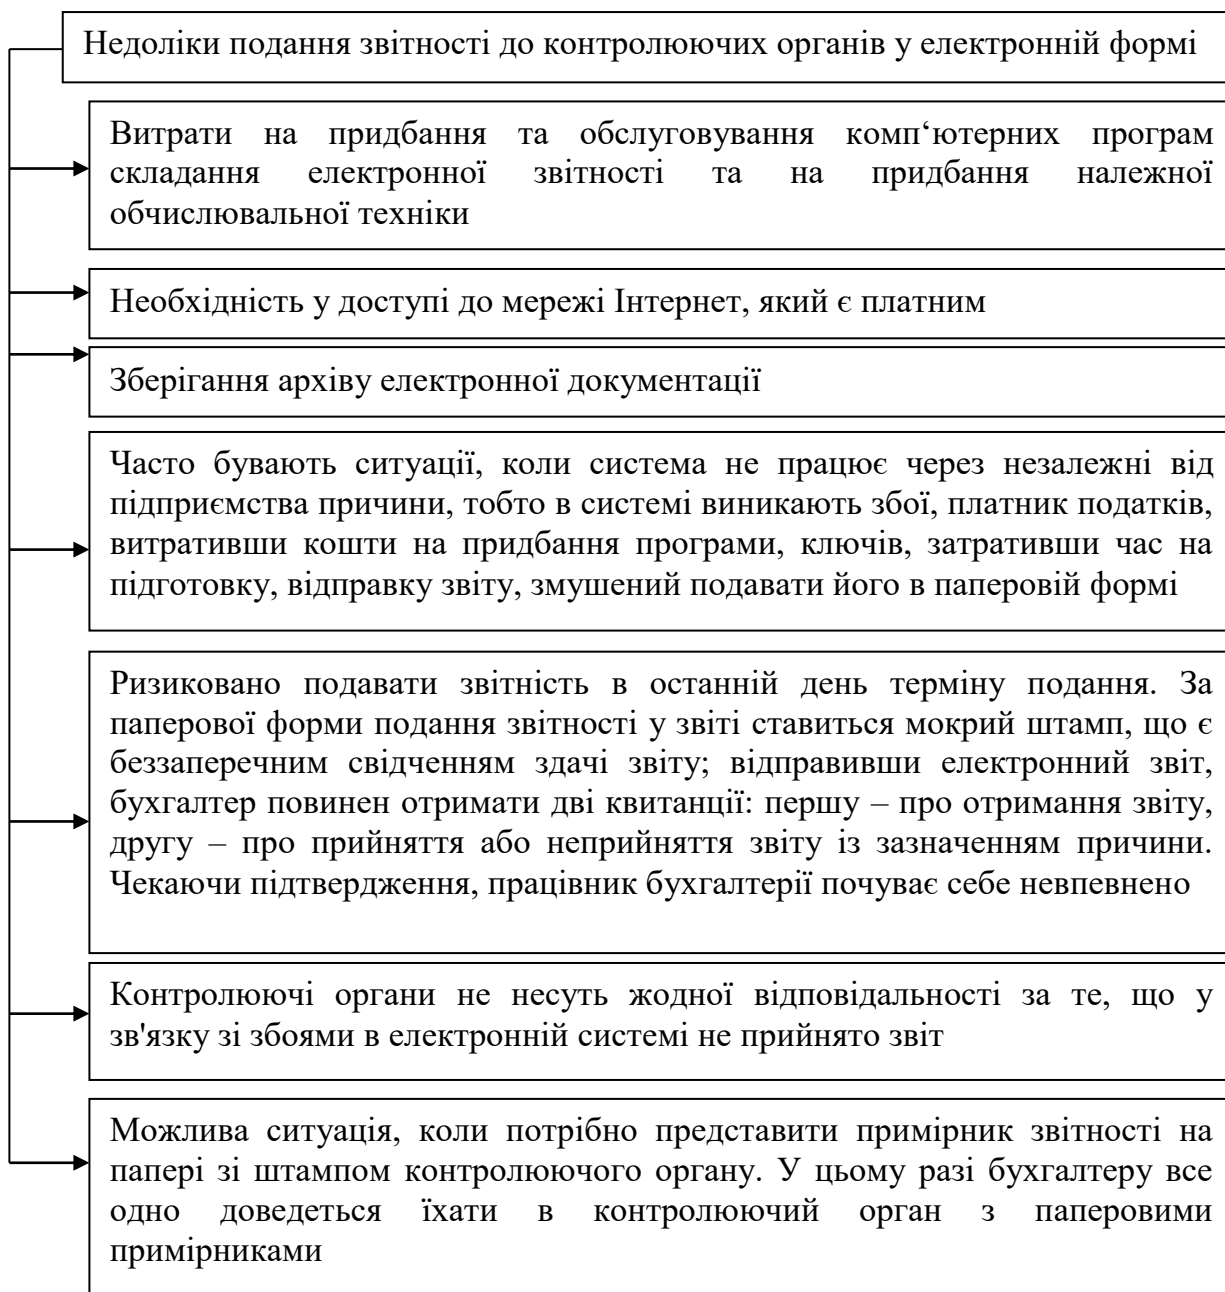 Недоліки подання звітності до контролюючих органів у електронній формі
Витрати на придбання та обслуговування комп‘ютерних програм
складання електронної звітності та на придбання належної
обчислювальної техніки
Необхідність у доступі до мережі Інтернет, який є платним
Зберігання архіву електронної документації
Часто бувають ситуації, коли система не працює через незалежні від
підприємства причини, тобто в системі виникають збої, платник податків,
витративши кошти на придбання програми, ключів, затративши час на
підготовку, відправку звіту, змушений подавати його в паперовій формі
Ризиковано подавати звітність в останній день терміну подання. За
паперової форми подання звітності у звіті ставиться мокрий штамп, що є
беззаперечним свідченням здачі звіту; відправивши електронний звіт,
бухгалтер повинен отримати дві квитанції: першу – про отримання звіту,
другу – про прийняття або неприйняття звіту із зазначенням причини.
Чекаючи підтвердження, працівник бухгалтерії почуває себе невпевнено
Контролюючі органи не несуть жодної відповідальності за те, що у
зв'язку зі збоями в електронній системі не прийнято звіт
Можлива ситуація, коли потрібно представити примірник звітності на
папері зі штампом контролюючого органу. У цьому разі бухгалтеру все
одно доведеться їхати в контролюючий орган з паперовими
примірниками